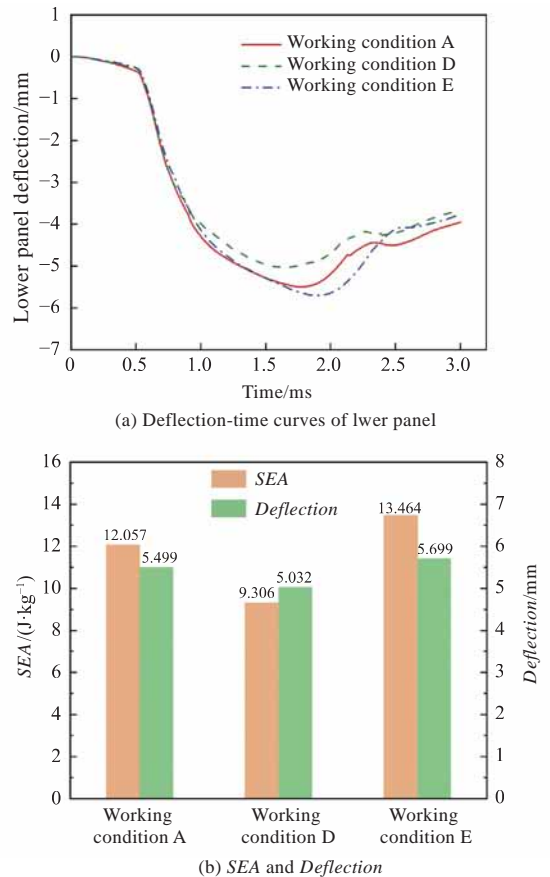 1
0
−1
−2
−3
−4
−5
−6
−7
Lower panel deflection/mm
Working condition A
Working condition D
Working condition E
0 0.5 1.0 1.5 2.0 2.5 3.0
Time/ms
(a) Deflection-time curves of lwer panel
16
14
12
10
8
6
4
2
0
SEA/(J·kg⁻¹)
SEA
Deflection
12.057
5.499
9.306
5.032
13.464
5.699
8
7
6
5
4
3
2
1
0
Deflection/mm
Working
condition A
Working
condition D
Working
condition E
(b) SEA and Deflection